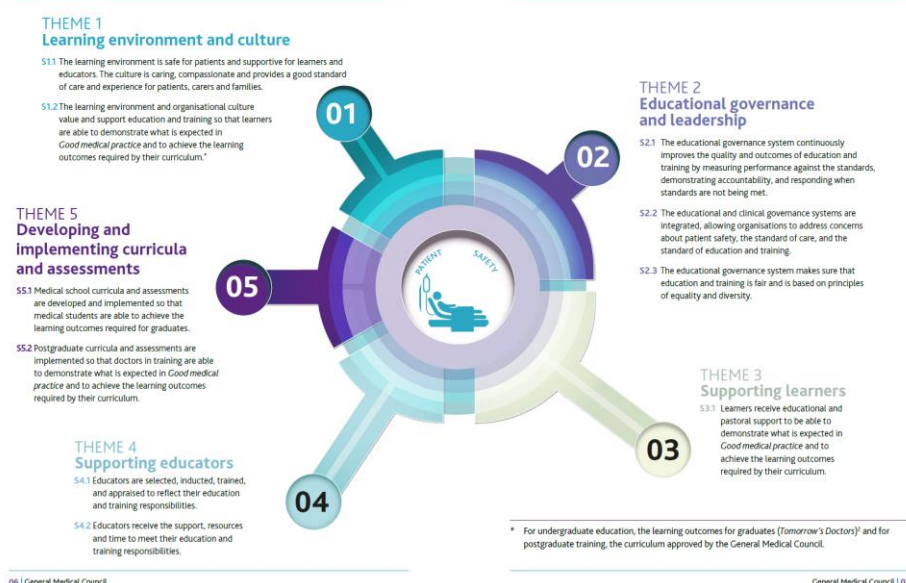 THEME 1
Learning environment and culture
S1.1 The learning environment is safe for patients and supportive for learners and
educators. The culture is caring, compassionate and provides a good standard
of care and experience for patients, carers and families.
S1.2 The learning environment and organisational culture
value and support education and training so that learners
are able to demonstrate what is expected in
Good medical practice and to achieve the learning
outcomes required by their curriculum.*
01
THEME 2
Educational governance
and leadership
S2.1 The educational governance system continuously
improves the quality and outcomes of education and
training by measuring performance against the standards,
demonstrating accountability, and responding when
standards are not being met.
S2.2 The educational and clinical governance systems are
integrated, allowing organisations to address concerns
about patient safety, the standard of care, and the
standard of education and training.
S2.3 The educational governance system makes sure that
education and training is fair and is based on principles
of equality and diversity.
02
PATIENT SAFETY
THEME 5
Developing and
implementing curricula
and assessments
S5.1 Medical school curricula and assessments
are developed and implemented so that
medical students are able to achieve the
learning outcomes required for graduates.
S5.2 Postgraduate curricula and assessments are
implemented so that doctors in training are able
to demonstrate what is expected in Good medical
practice and to achieve the learning outcomes
required by their curriculum.
05
THEME 3
Supporting learners
S3.1 Learners receive educational and
pastoral support to be able to
demonstrate what is expected in
Good medical practice and to
achieve the learning outcomes
required by their curriculum.
03
THEME 4
Supporting educators
S4.1 Educators are selected, inducted, trained,
and appraised to reflect their education
and training responsibilities.
S4.2 Educators receive the support, resources
and time to meet their education and
training responsibilities.
04
* For undergraduate education, the learning outcomes for graduates (Tomorrow's Doctors)² and for
postgraduate training, the curriculum approved by the General Medical Council.
06 | General Medical Council
General Medical Council | 0